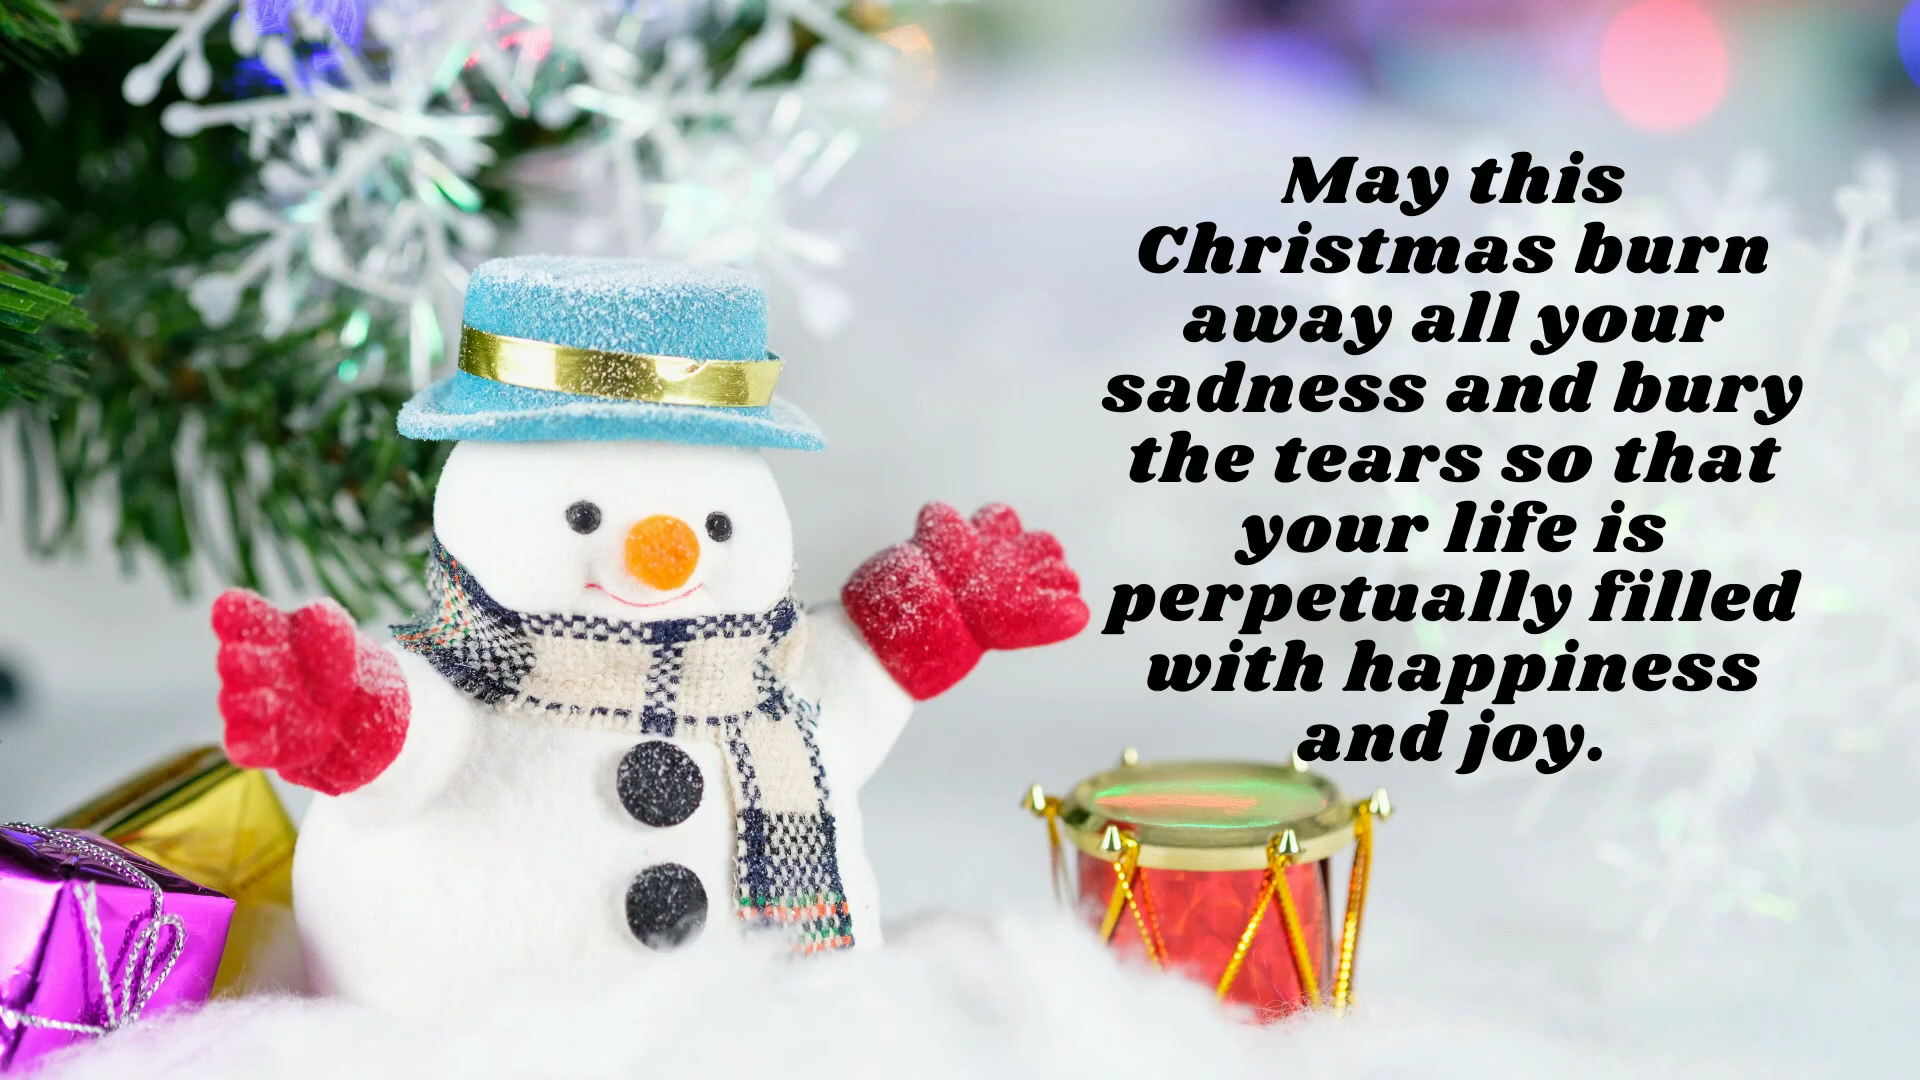 May this
Christmas burn
away all your
sadness and bury
the tears so that
your life is
perpetually filled
with happiness
and joy.